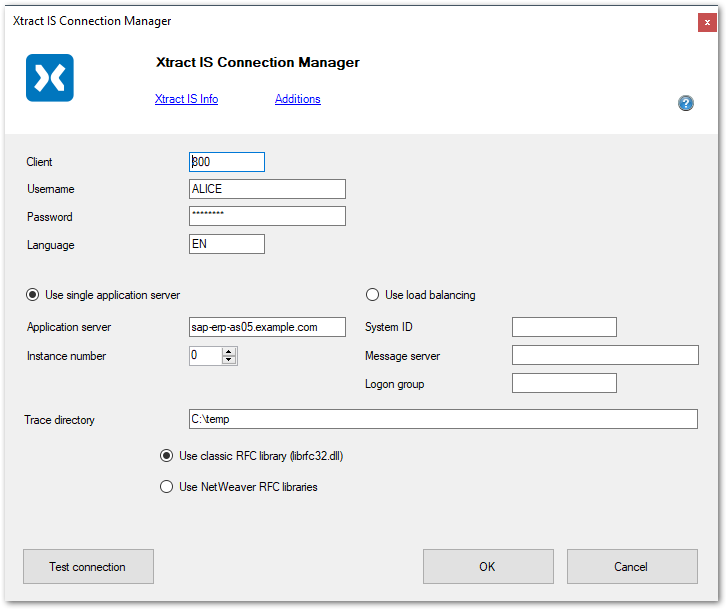 Xtract IS Connection Manager
x
Xtract IS Connection Manager
Xtract IS Info Additions
?
Client 800
Username ALICE
Password ********
Language EN
Use single application server Use load balancing
Application server sap-erp-as05.example.com System ID
Instance number 0 Message server
Logon group
Trace directory C:\temp
Use classic RFC library (librfc32.dll)
Use NetWeaver RFC libraries
Test connection OK Cancel